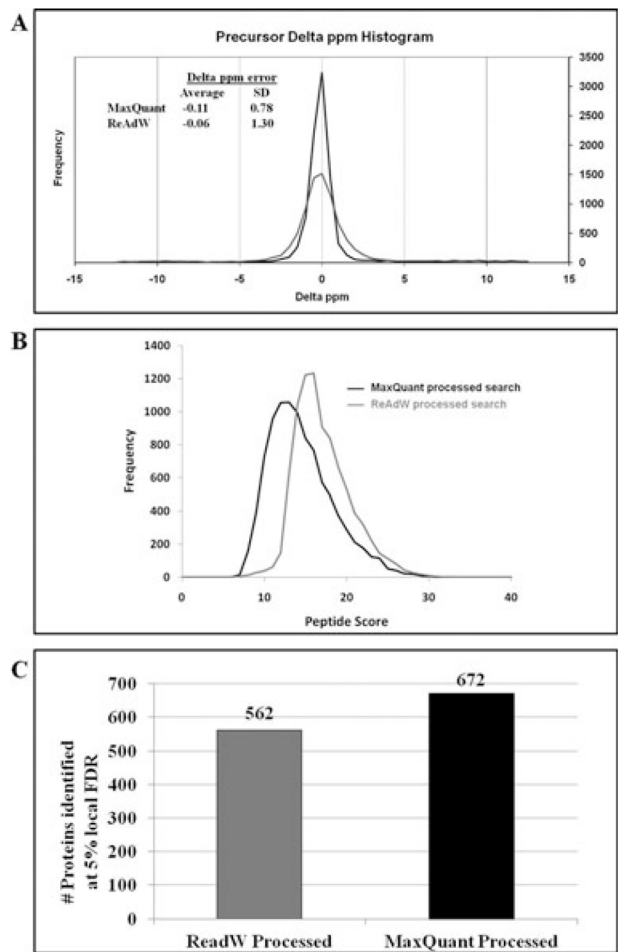 A
Precursor Delta ppm Histogram
Delta ppm error
Average SD
MaxQuant -0.11 0.78
ReAdW -0.06 1.30
Frequency
3500
3000
2500
2000
1500
1000
500
0
-15 -10 -5 0 5 10 15
Delta ppm
B
1400
1200
1000
800
600
400
200
0
Frequency
MaxQuant processed search
ReAdW processed search
0 10 20 30 40
Peptide Score
C
# Proteins identified
at 5% local FDR
700
600
500
400
300
200
100
0
562
672
ReadW Processed MaxQuant Processed